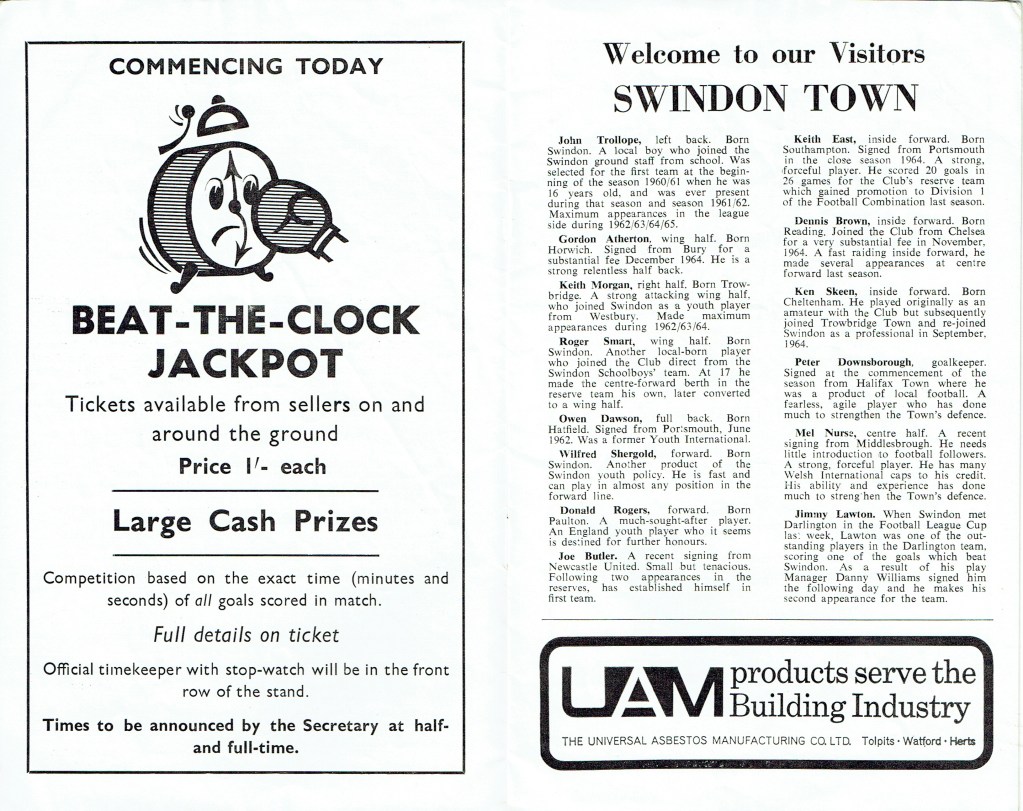 COMMENCING TODAY
BEAT-THE-CLOCK
JACKPOT
Tickets available from sellers on and
around the ground
Price 1/- each
Large Cash Prizes
Competition based on the exact time (minutes and
seconds) of all goals scored in match.
Full details on ticket
Official timekeeper with stop-watch will be in the front
row of the stand.
Times to be announced by the Secretary at half-
and full-time.
Welcome to our Visitors
SWINDON TOWN
John Trollope, left back. Born
Swindon. A local boy who joined the
Swindon ground staff from school. Was
selected for the first team at the begin-
ning of the season 1960/61 when he was
16 years old, and was ever present
during that season and season 1961/62.
Maximum appearances in the league
side during 1962/63/64/65.
Gordon Atherton, wing half. Born
Horwich. Signed from Bury for a
substantial fee December 1964. He is a
strong relentless half back.
Keith Morgan, right half. Born Trow-
bridge. A strong attacking wing half,
who joined Swindon as a youth player
from Westbury. Made maximum
appearances during 1962/63/64.
Roger Smart, wing half. Born
Swindon. Another local-born player
who joined the Club direct from the
Swindon Schoolboys' team. At 17 he
made the centre-forward berth in the
reserve team his own, later converted
to a wing half.
Owen Dawson, full back. Born
Hatfield. Signed from Portsmouth, June
1962. Was a former Youth International.
Wilfred Shergold, forward. Born
Swindon. Another product of the
Swindon youth policy. He is fast and
can play in almost any position in the
forward line.
Donald Rogers, forward. Born
Paulton. A much-sought-after player.
An England youth player who it seems
is destined for further honours.
Joe Butler. A recent signing from
Newcastle United. Small but tenacious.
Following two appearances in the
reserves, has established himself in
first team.
Keith East, inside forward. Born
Southampton. Signed from Portsmouth
in the close season 1964. A strong,
forceful player. He scored 20 goals in
26 games for the Club's reserve team
which gained promotion to Division 1
of the Football Combination last season.
Dennis Brown, inside forward. Born
Reading, Joined the Club from Chelsea
for a very substantial fee in November,
1964. A fast raiding inside forward, he
made several appearances at centre
forward last season.
Ken Skeen, inside forward. Born
Cheltenham. He played originally as an
amateur with the Club but subsequently
joined Trowbridge Town and re-joined
Swindon as a professional in September,
1964.
Peter Downsborough, goalkeeper.
Signed at the commencement of the
season from Halifax Town where he
was a product of local football. A
fearless, agile player who has done
much to strengthen the Town's defence.
Mel Nurse, centre half. A recent
signing from Middlesbrough. He needs
little introduction to football followers.
A strong, forceful player. He has many
Welsh International caps to his credit.
His ability and experience has done
much to strengthen the Town's defence.
Jimmy Lawton. When Swindon met
Darlington in the Football League Cup
last week, Lawton was one of the out-
standing players in the Darlington team,
scoring one of the goals which beat
Swindon. As a result of his play
Manager Danny Williams signed him
the following day and he makes his
second appearance for the team.
UAM products serve the
Building Industry
THE UNIVERSAL ASBESTOS MANUFACTURING CO. LTD. Tolpits · Watford · Herts